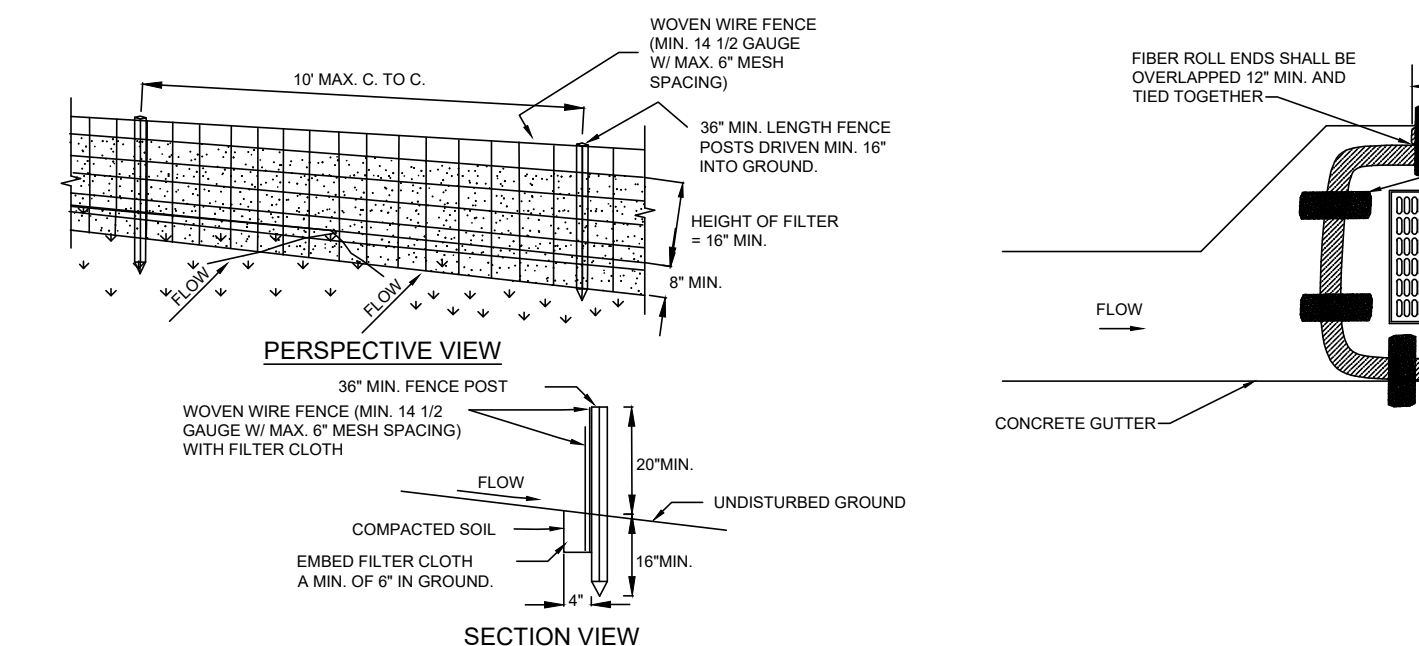 WOVEN WIRE FENCE
(MIN. 14 1/2 GAUGE
W/ MAX. 6" MESH
SPACING)
10' MAX. C. TO C.
36" MIN. LENGTH FENCE
POSTS DRIVEN MIN. 16"
INTO GROUND.
HEIGHT OF FILTER
= 16" MIN.
8" MIN.
FLOW
FLOW
PERSPECTIVE VIEW
36" MIN. FENCE POST
WOVEN WIRE FENCE (MIN. 14 1/2
GAUGE W/ MAX. 6" MESH SPACING)
WITH FILTER CLOTH
20"MIN.
FLOW
UNDISTURBED GROUND
COMPACTED SOIL
EMBED FILTER CLOTH
A MIN. OF 6" IN GROUND.
16"MIN.
4"
SECTION VIEW
FIBER ROLL ENDS SHALL BE
OVERLAPPED 12" MIN. AND
TIED TOGETHER
FLOW
CONCRETE GUTTER